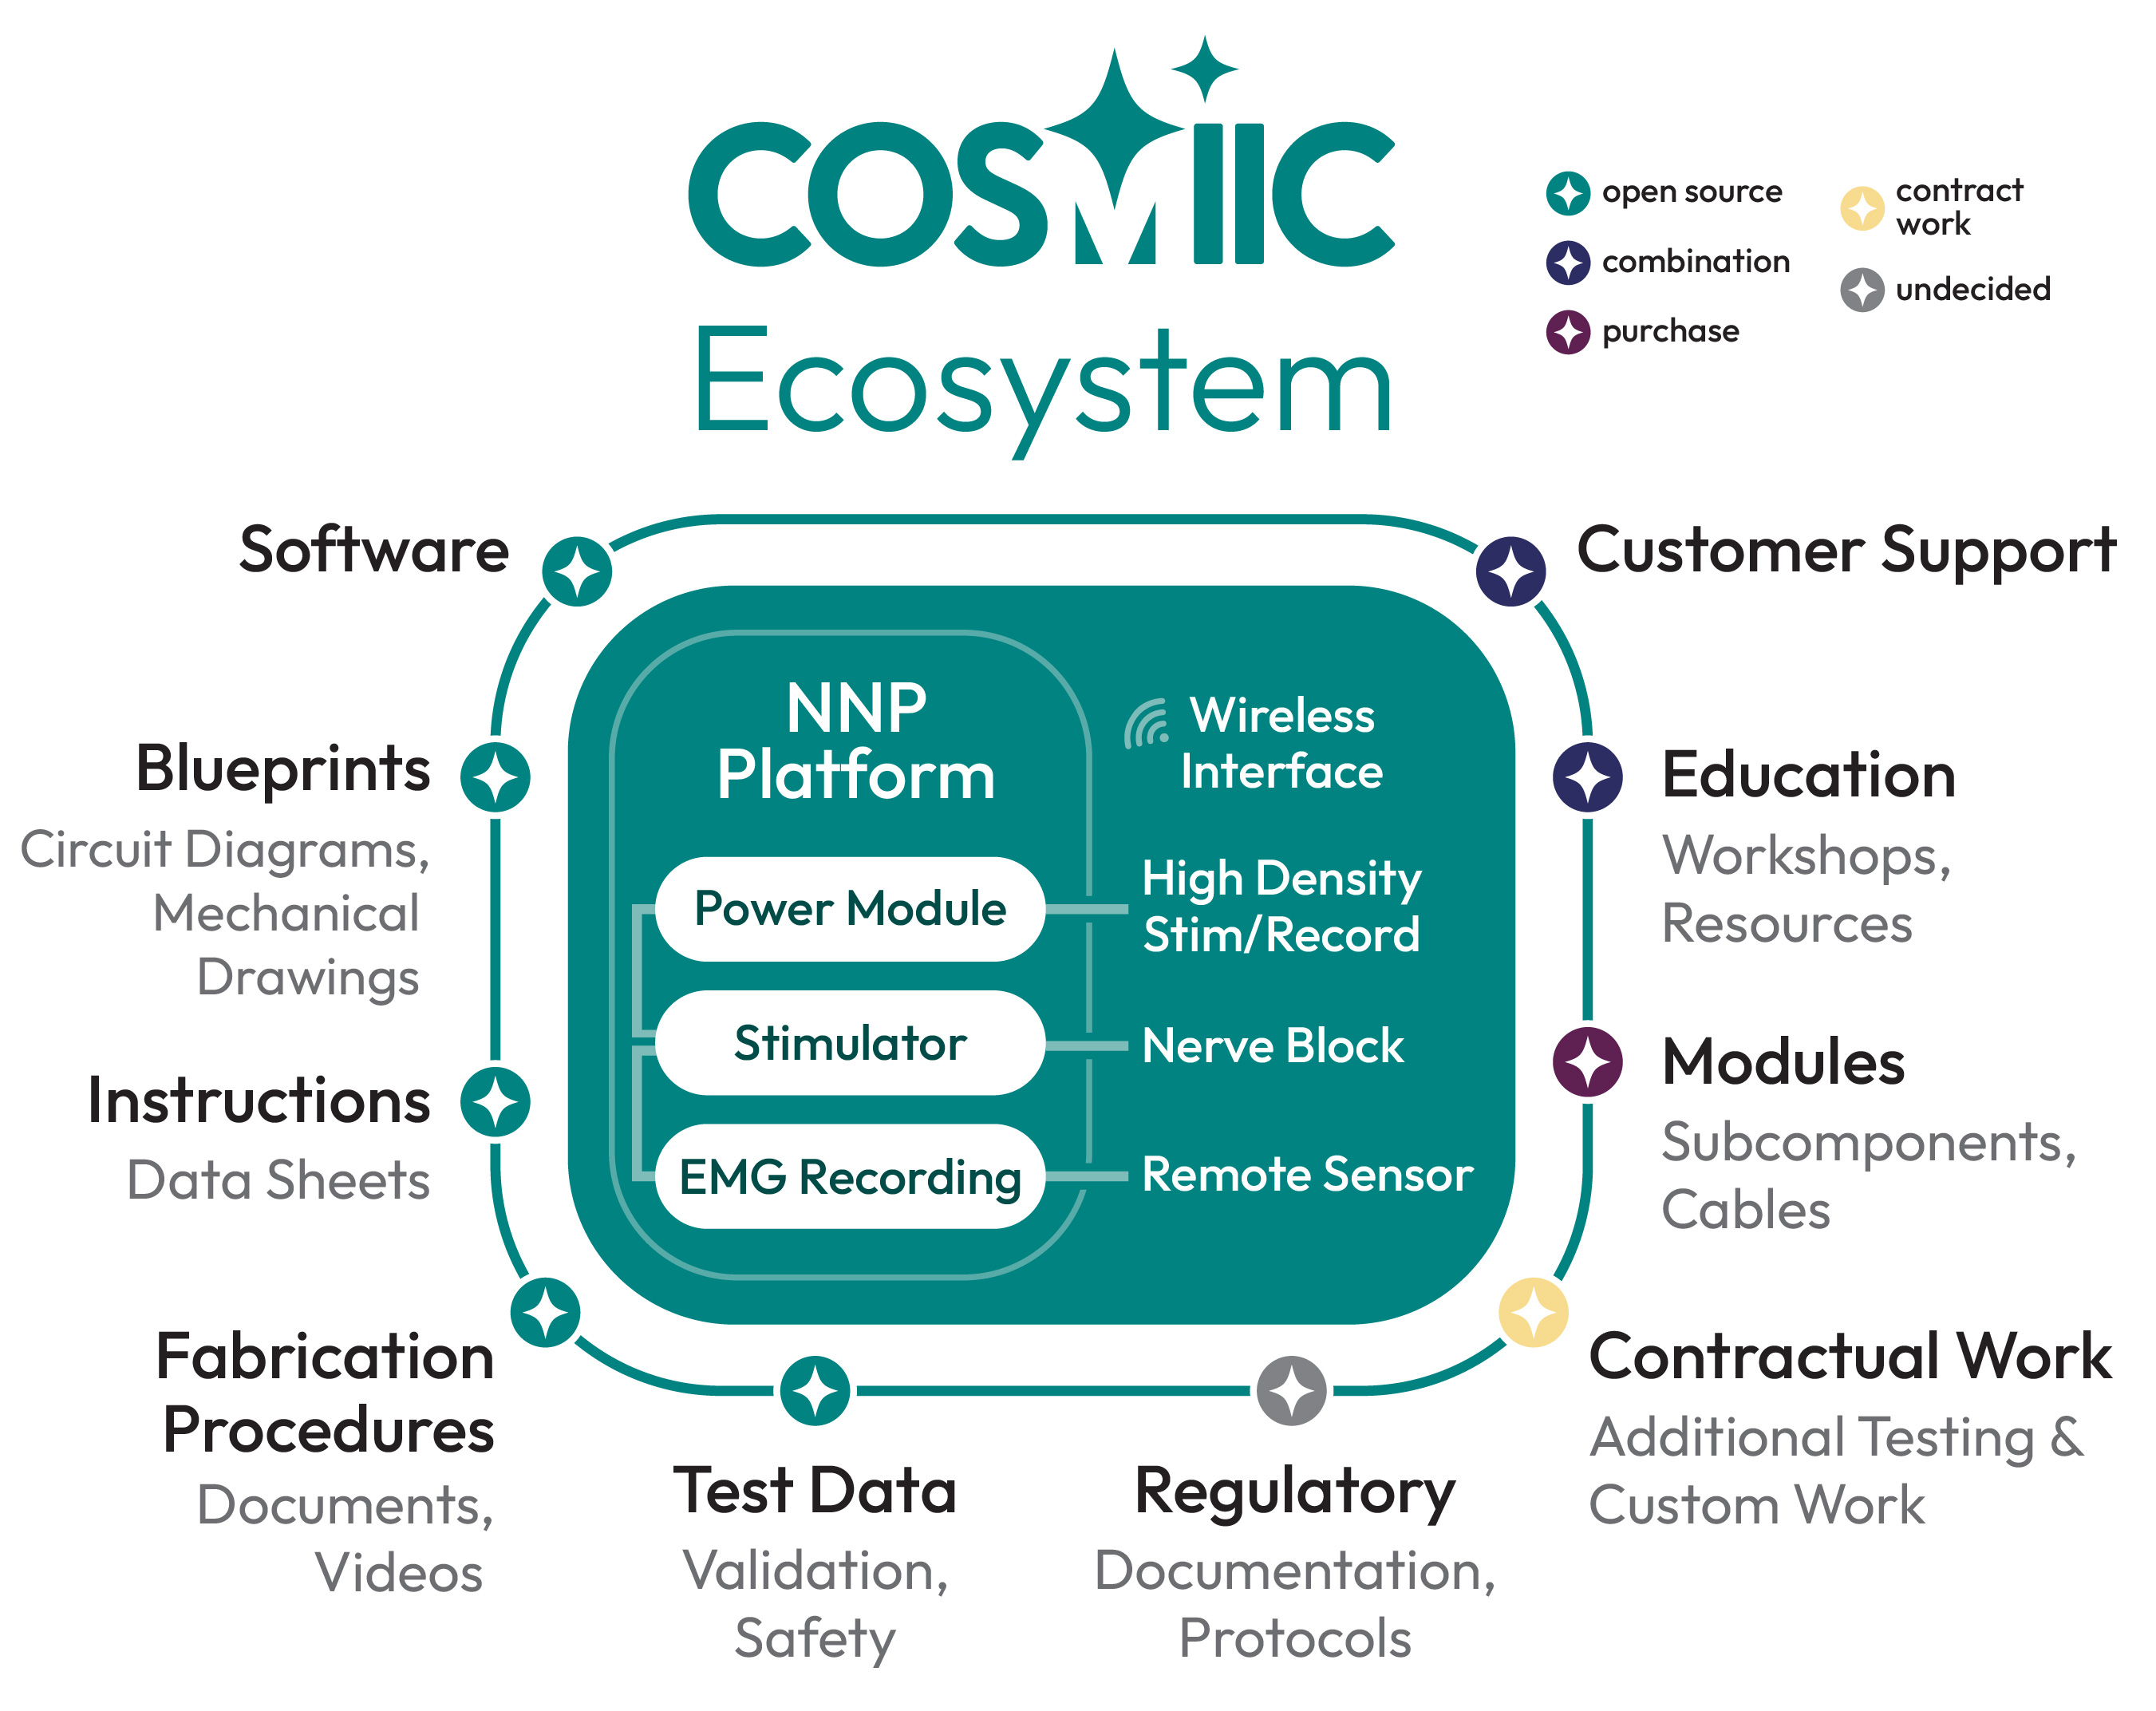 COSMIIC
Ecosystem
open source
combination
purchase
contract
work
undecided
Software
Blueprints
Circuit Diagrams,
Mechanical
Drawings
Instructions
Data Sheets
Fabrication
Procedures
Documents,
Videos
Test Data
Validation,
Safety
Regulatory
Documentation,
Protocols
Contractual Work
Additional Testing &
Custom Work
Modules
Subcomponents,
Cables
Education
Workshops,
Resources
Customer Support
NNP
Platform
Power Module
Stimulator
EMG Recording
Wireless
Interface
High Density
Stim/Record
Nerve Block
Remote Sensor